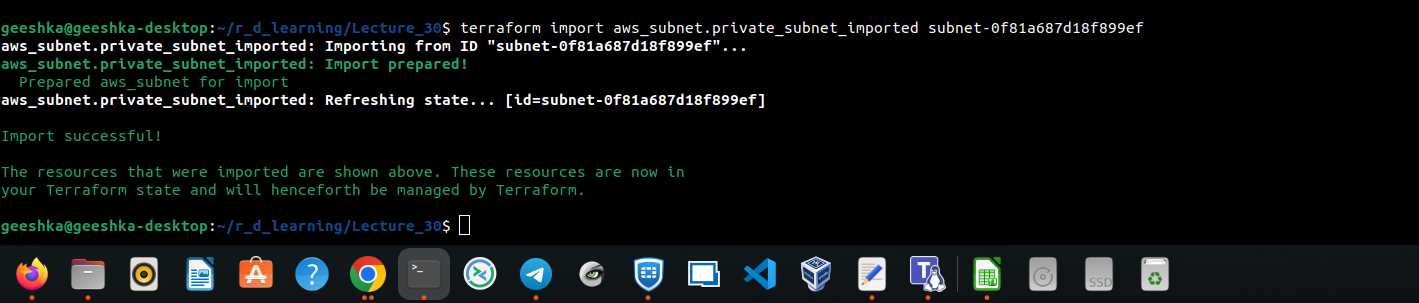 geeshka@geeshka-desktop:~/r_d_learning/Lecture_30$ terraform import aws_subnet.private_subnet_imported subnet-0f81a687d18f899ef
aws_subnet.private_subnet_imported: Importing from ID "subnet-0f81a687d18f899ef"...
aws_subnet.private_subnet_imported: Import prepared!
  Prepared aws_subnet for import
aws_subnet.private_subnet_imported: Refreshing state... [id=subnet-0f81a687d18f899ef]
Import successful!
The resources that were imported are shown above. These resources are now in
your Terraform state and will henceforth be managed by Terraform.
geeshka@geeshka-desktop:~/r_d_learning/Lecture_30$
>_ A ? T SSD